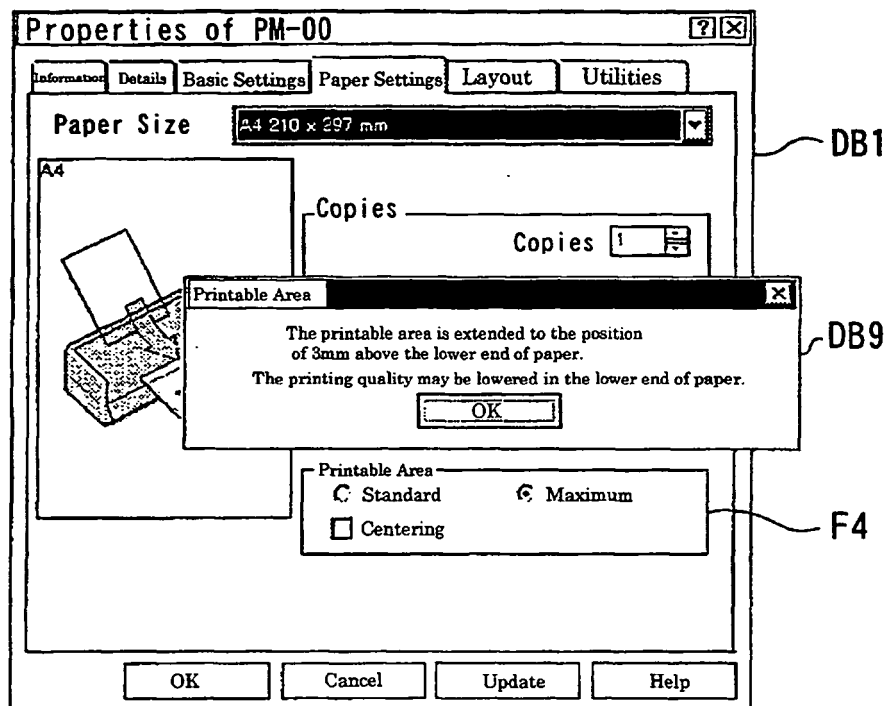 Properties of PM-00
?
X
Information Details Basic Settings Paper Settings Layout Utilities
Paper Size A4 210 x 297 mm
DB1
A4
Copies
Copies 1
Printable Area
X
The printable area is extended to the position
of 3mm above the lower end of paper.
The printing quality may be lowered in the lower end of paper.
OK
DB9
Printable Area
Standard Maximum
Centering
F4
OK Cancel Update Help